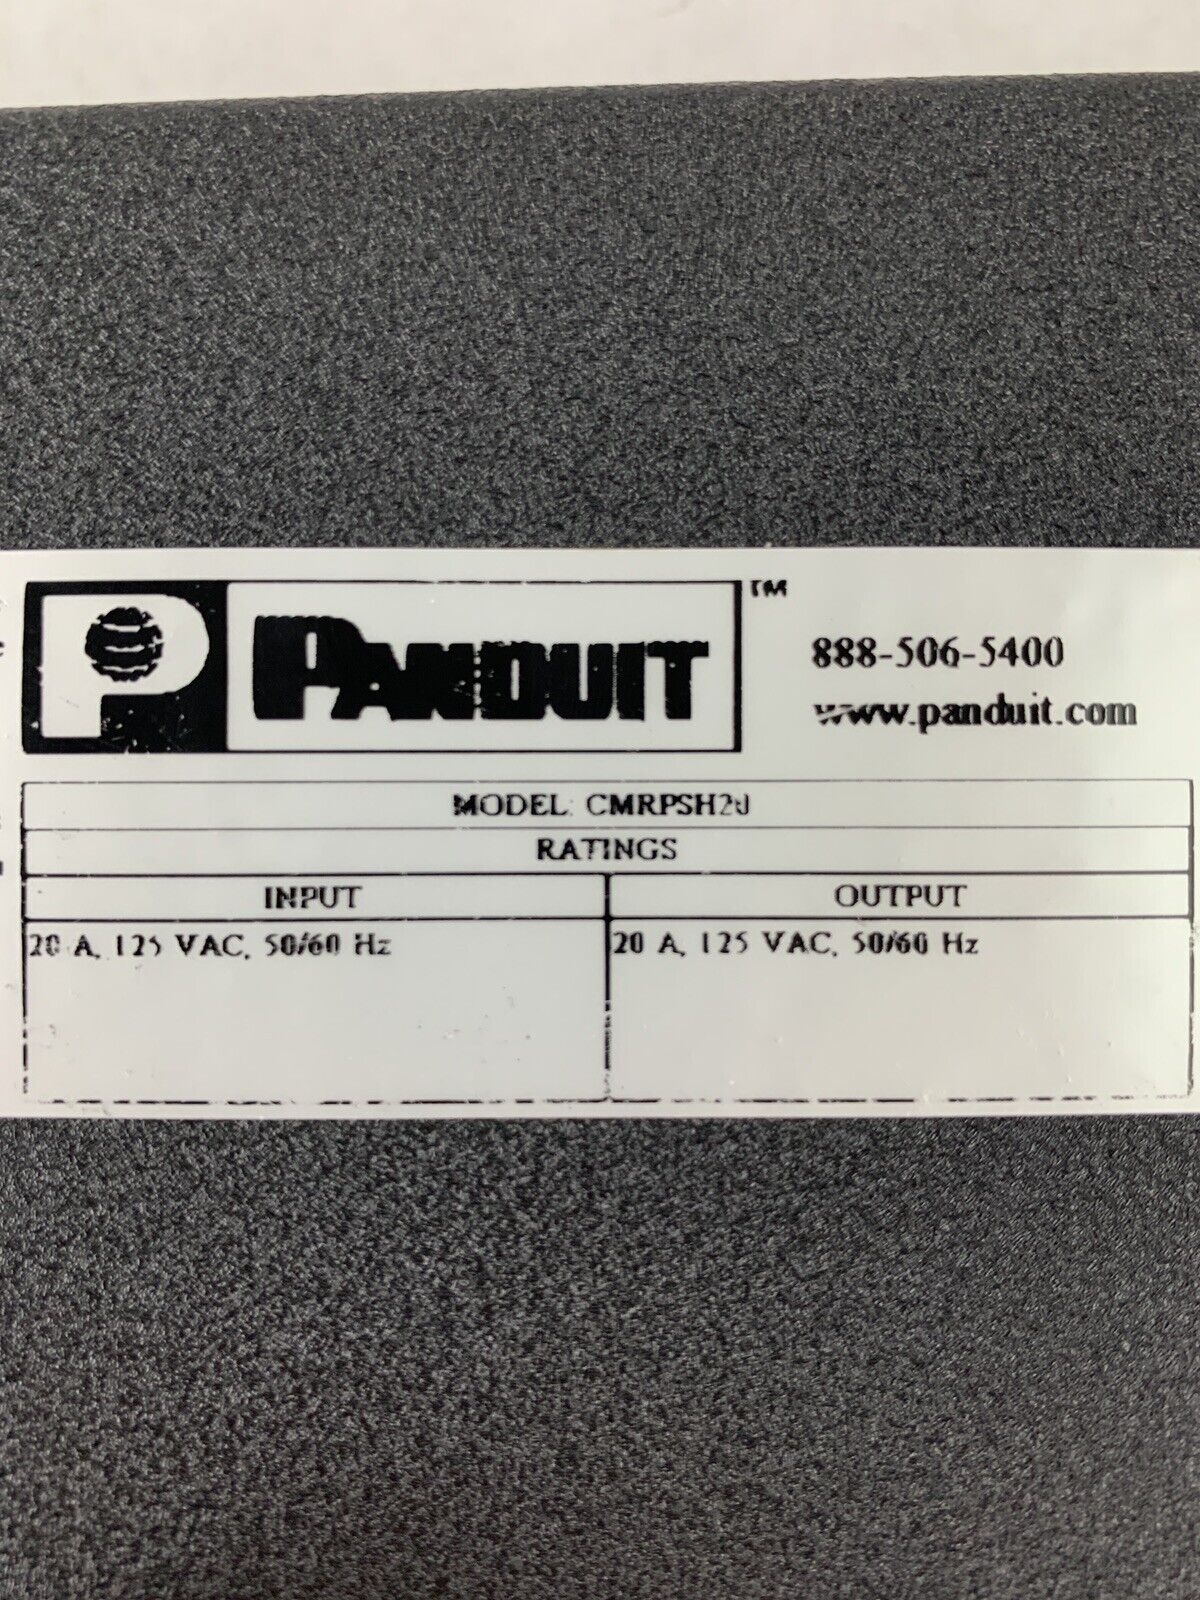 P PANDUIT ™
888-506-5400
www.panduit.com
MODEL: CMRPSH20
RATINGS
INPUT OUTPUT
20 A, 125 VAC, 50/60 Hz 20 A, 125 VAC, 50/60 Hz